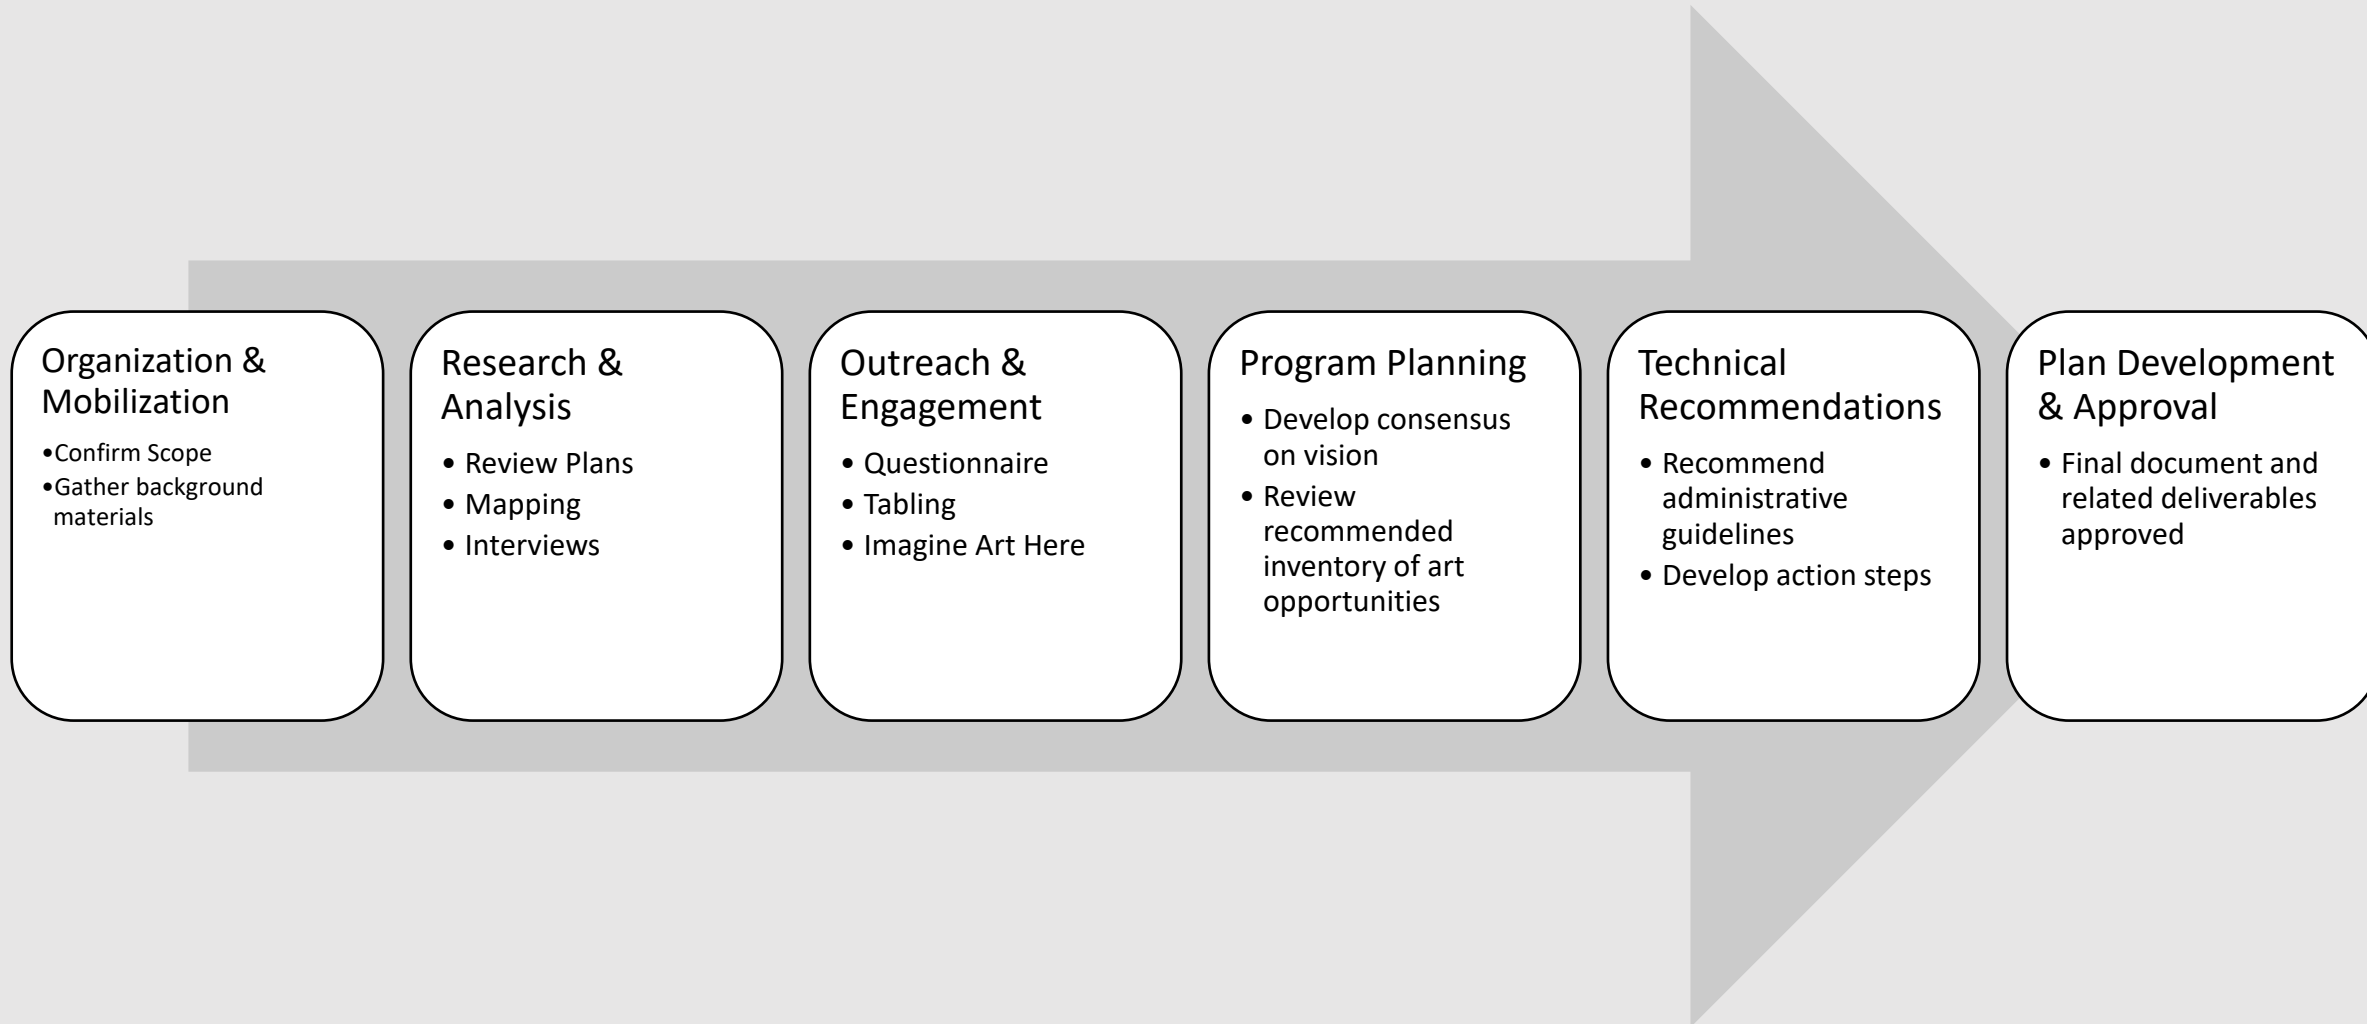 Organization &
Mobilization
•Confirm Scope
•Gather background
materials
Research &
Analysis
• Review Plans
• Mapping
• Interviews
Outreach &
Engagement
• Questionnaire
• Tabling
• Imagine Art Here
Program Planning
• Develop consensus
on vision
• Review
recommended
inventory of art
opportunities
Technical
Recommendations
• Recommend
administrative
guidelines
• Develop action steps
Plan Development
& Approval
• Final document and
related deliverables
approved